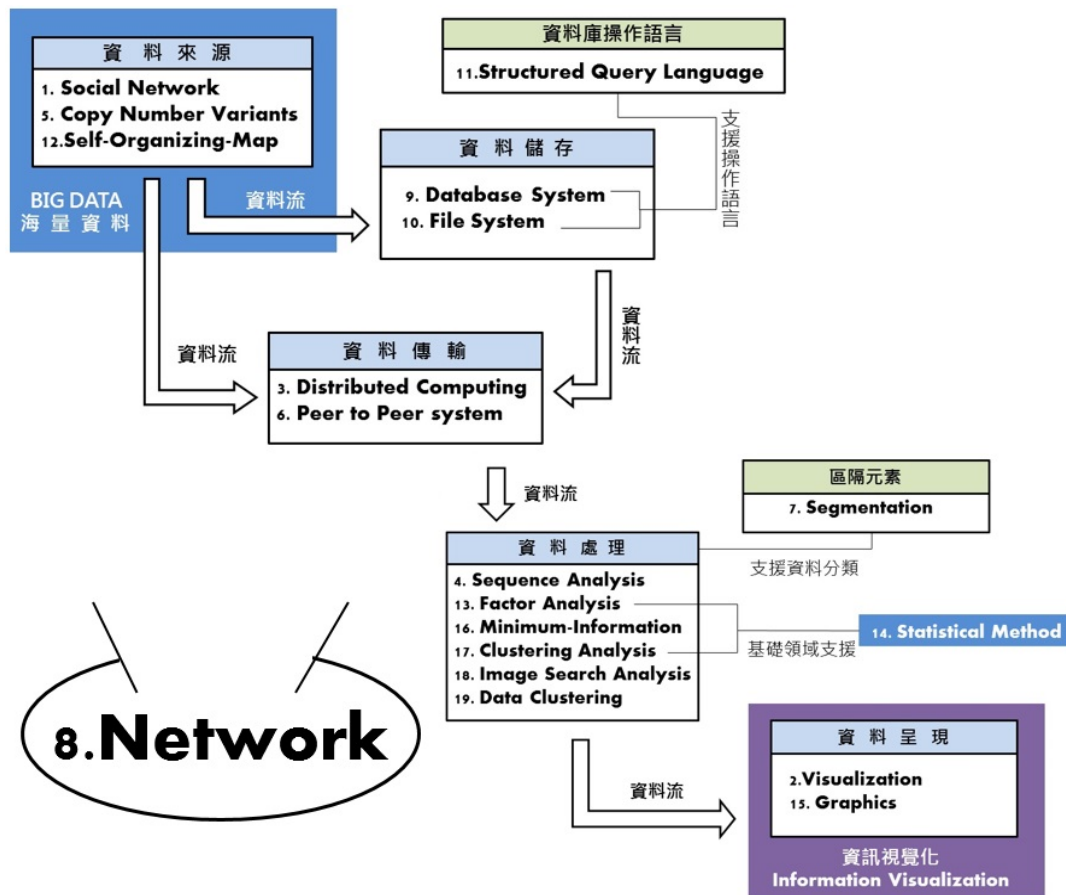 資料來源
1. Social Network
5. Copy Number Variants
12.Self-Organizing-Map
BIG DATA
海量資料
資料流
資料庫操作語言
11.Structured Query Language
支援操作語言
資料儲存
9. Database System
10. File System
資料流
資料流
資料傳輸
3. Distributed Computing
6. Peer to Peer system
資料流
區隔元素
7. Segmentation
支援資料分類
資料處理
4. Sequence Analysis
13. Factor Analysis
16. Minimum-Information
17. Clustering Analysis
18. Image Search Analysis
19. Data Clustering
14. Statistical Method
基礎領域支援
8.Network
資料流
資料呈現
2.Visualization
15. Graphics
資訊視覺化
Information Visualization